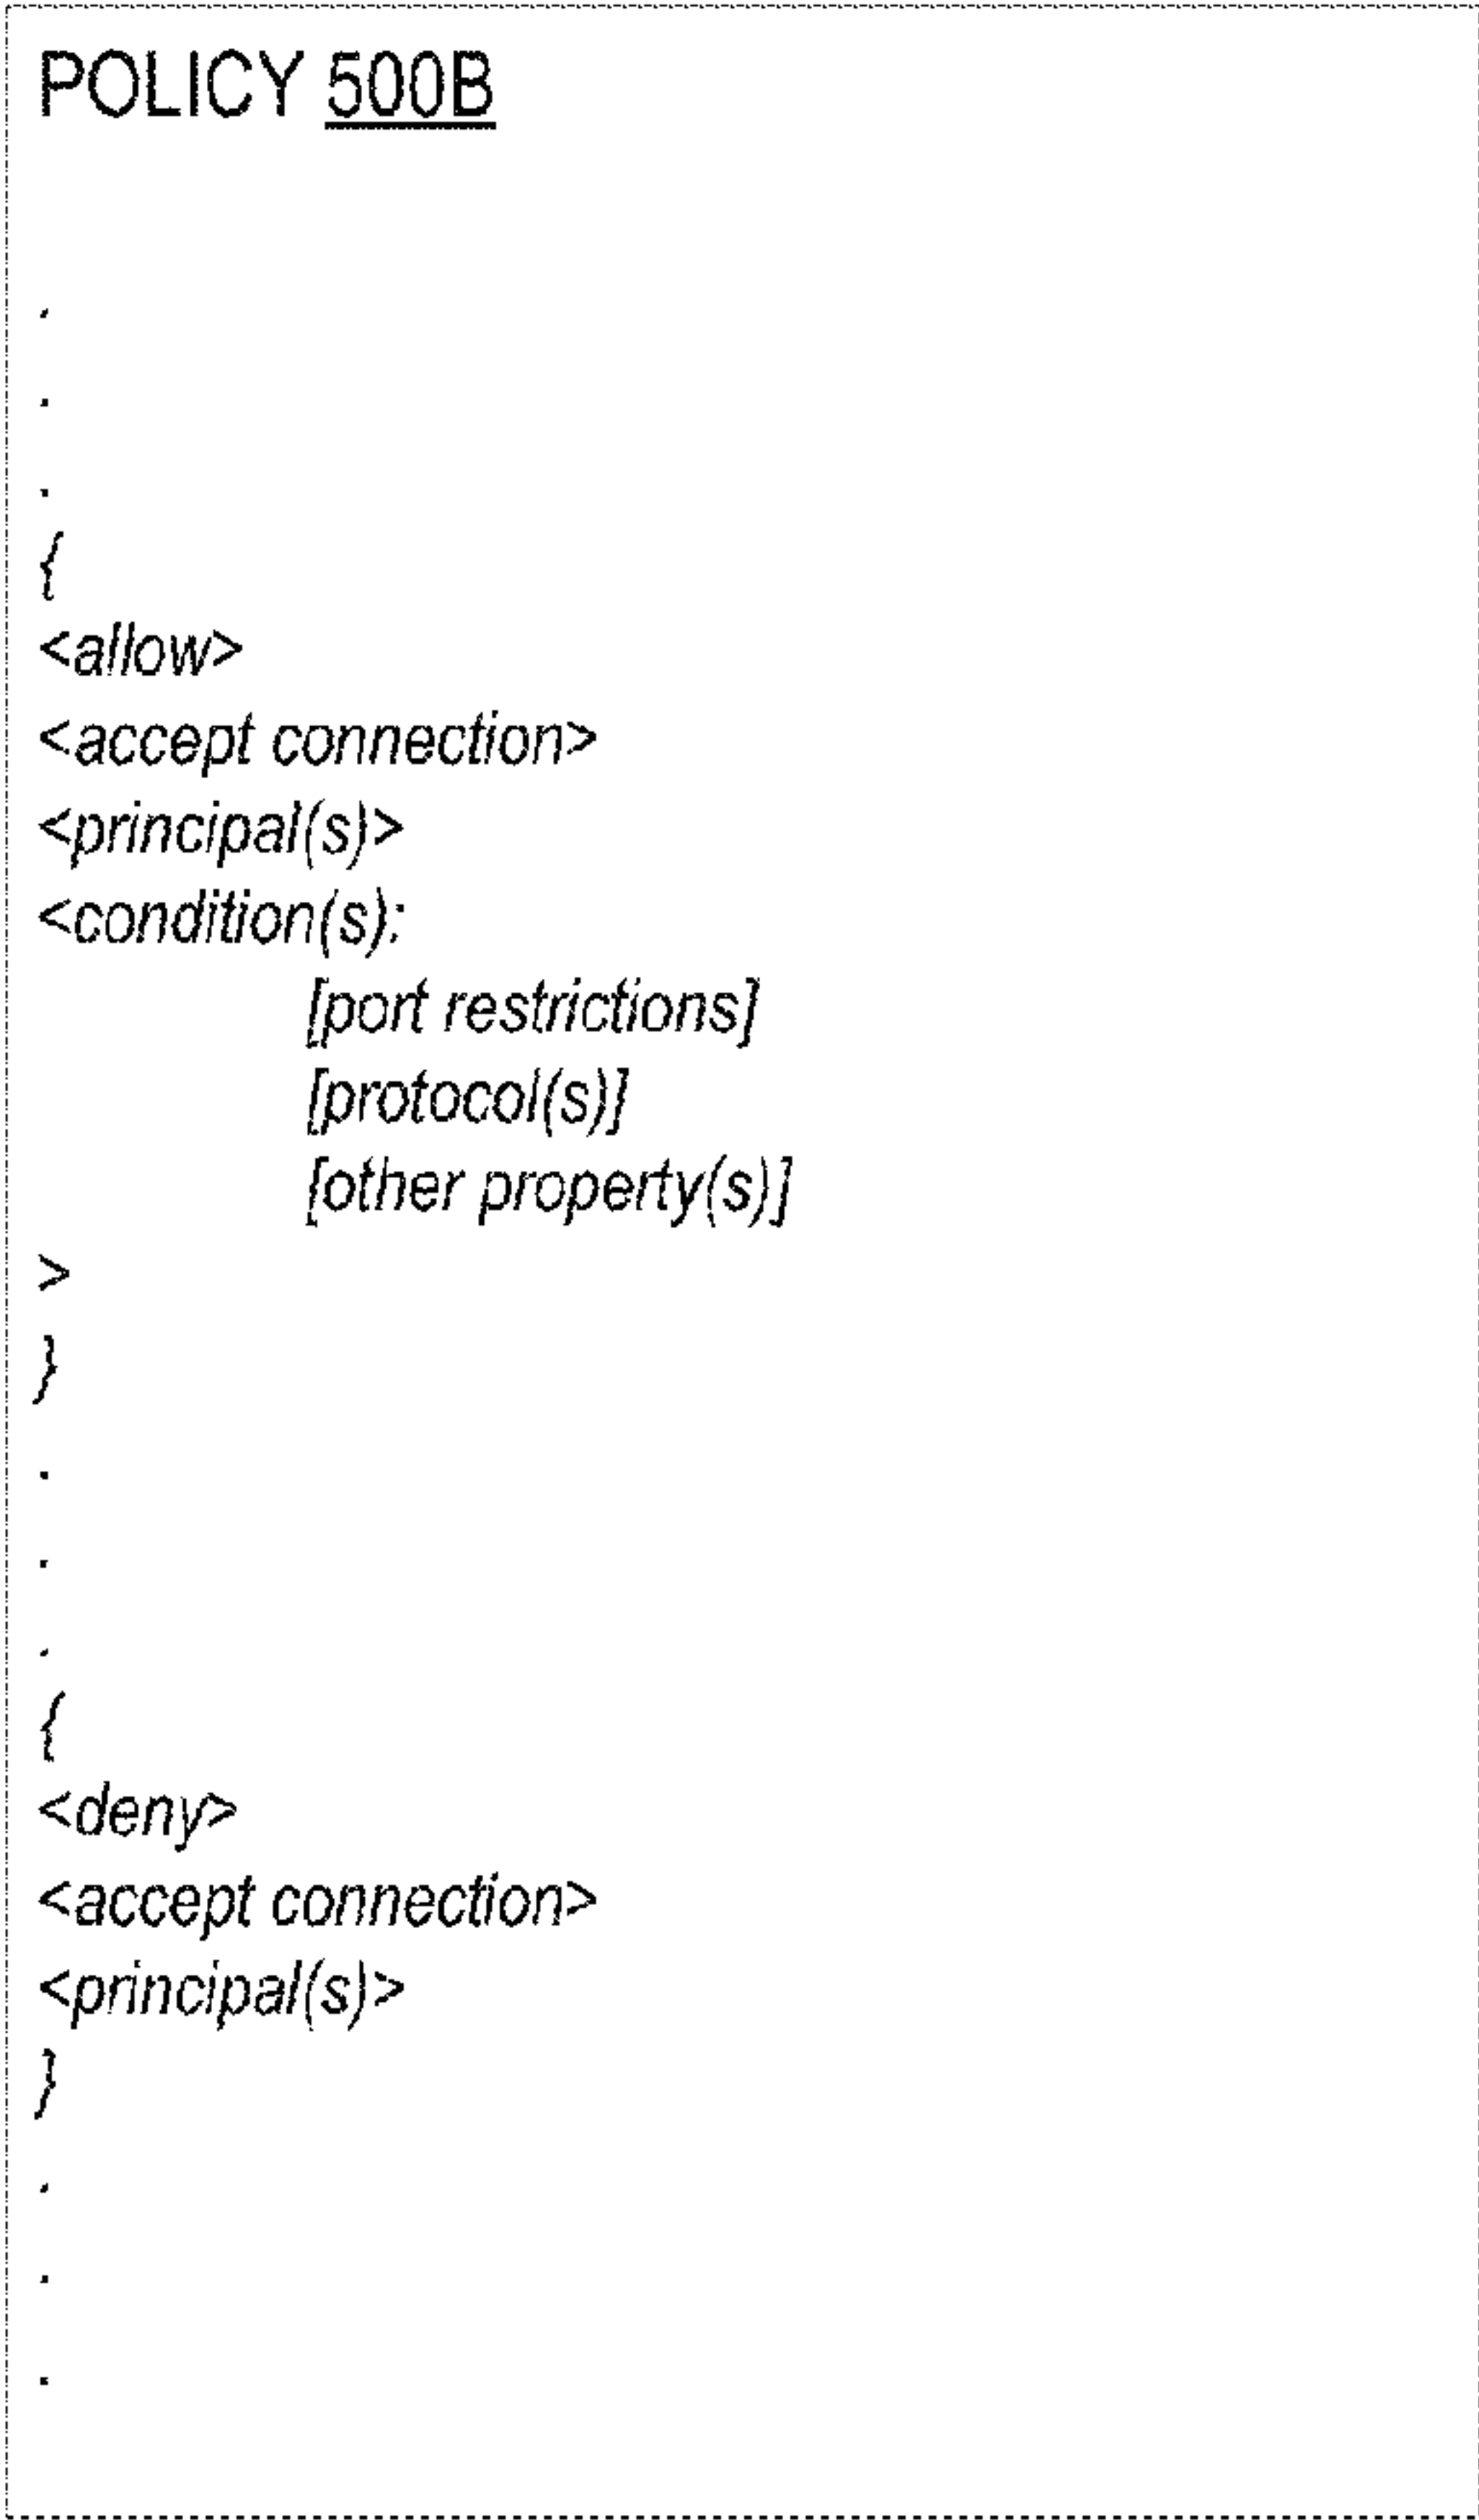 POLICY 500B
.
.
.
{
<allow>
<accept connection>
<principal(s)>
<condition(s):
[port restrictions]
[protocol(s)]
[other property(s)]
>
}
.
.
.
{
<deny>
<accept connection>
<principal(s)>
}
.
.
.